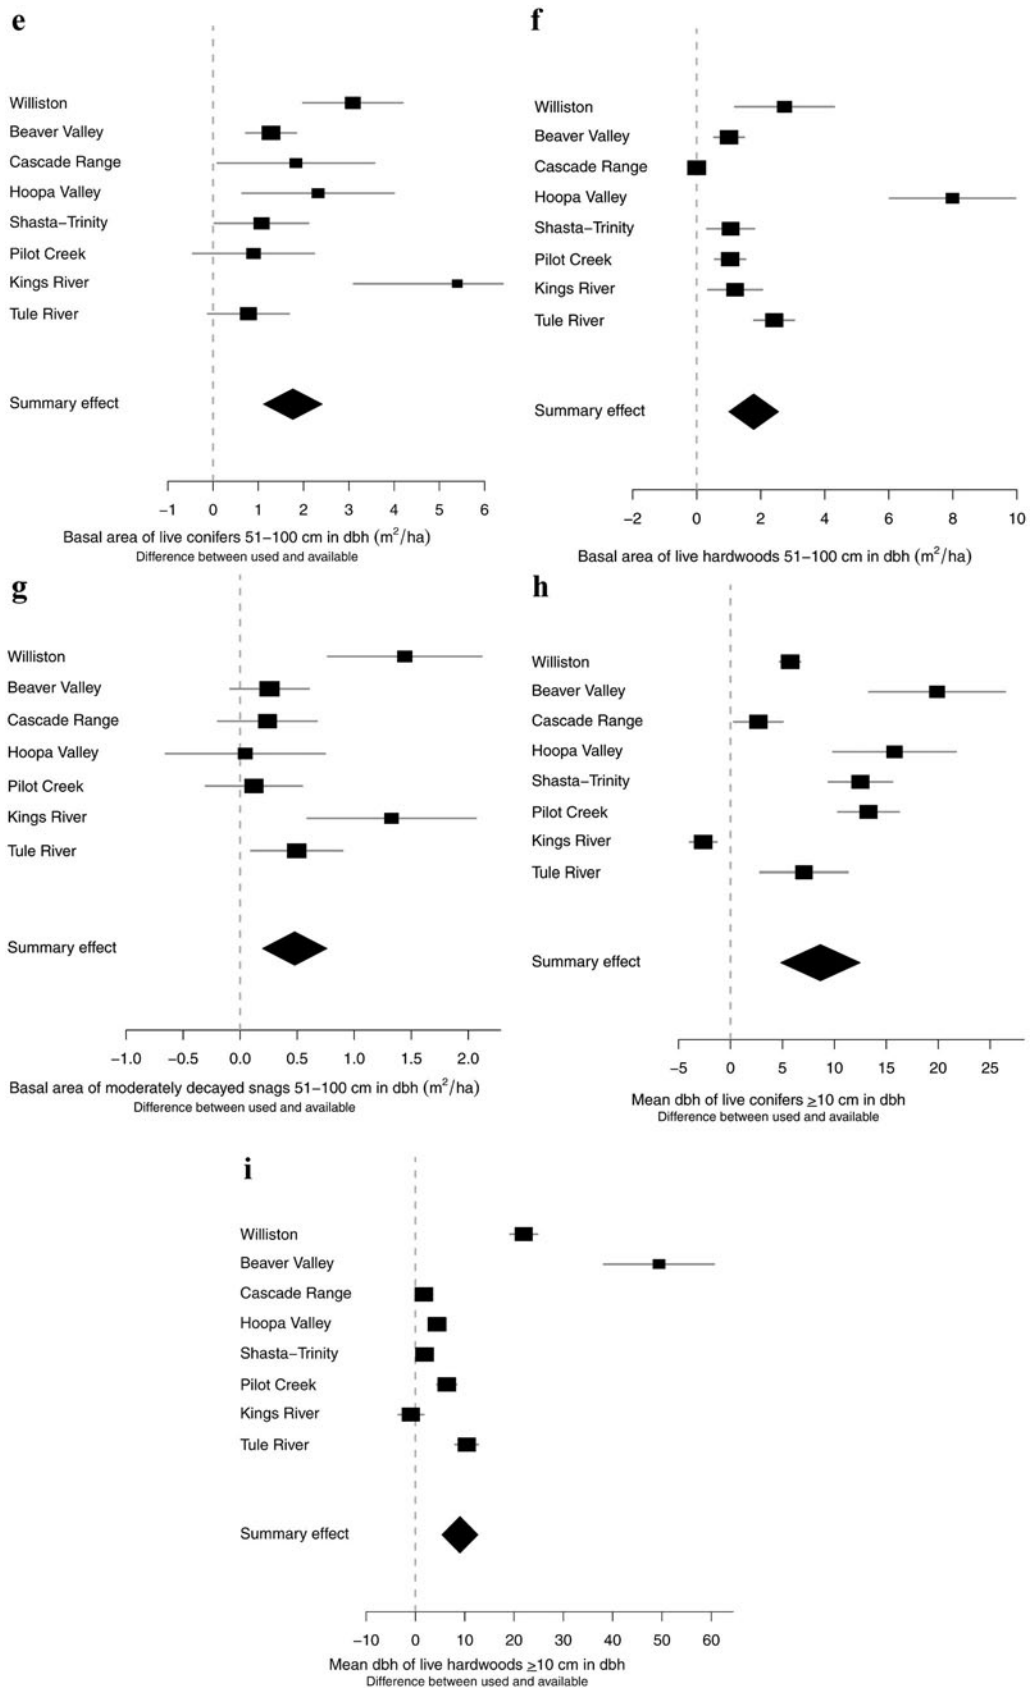 e
Williston
Beaver Valley
Cascade Range
Hoopa Valley
Shasta−Trinity
Pilot Creek
Kings River
Tule River
Summary effect
−1 0 1 2 3 4 5 6
Basal area of live conifers 51−100 cm in dbh (m²/ha)
Difference between used and available
f
Williston
Beaver Valley
Cascade Range
Hoopa Valley
Shasta−Trinity
Pilot Creek
Kings River
Tule River
Summary effect
−2 0 2 4 6 8 10
Basal area of live hardwoods 51−100 cm in dbh (m²/ha)
g
Williston
Beaver Valley
Cascade Range
Hoopa Valley
Pilot Creek
Kings River
Tule River
Summary effect
−1.0 −0.5 0.0 0.5 1.0 1.5 2.0
Basal area of moderately decayed snags 51−100 cm in dbh (m²/ha)
Difference between used and available
h
Williston
Beaver Valley
Cascade Range
Hoopa Valley
Shasta−Trinity
Pilot Creek
Kings River
Tule River
Summary effect
−5 0 5 10 15 20 25
Mean dbh of live conifers ≥10 cm in dbh
Difference between used and available
i
Williston
Beaver Valley
Cascade Range
Hoopa Valley
Shasta−Trinity
Pilot Creek
Kings River
Tule River
Summary effect
−10 0 10 20 30 40 50 60
Mean dbh of live hardwoods ≥10 cm in dbh
Difference between used and available